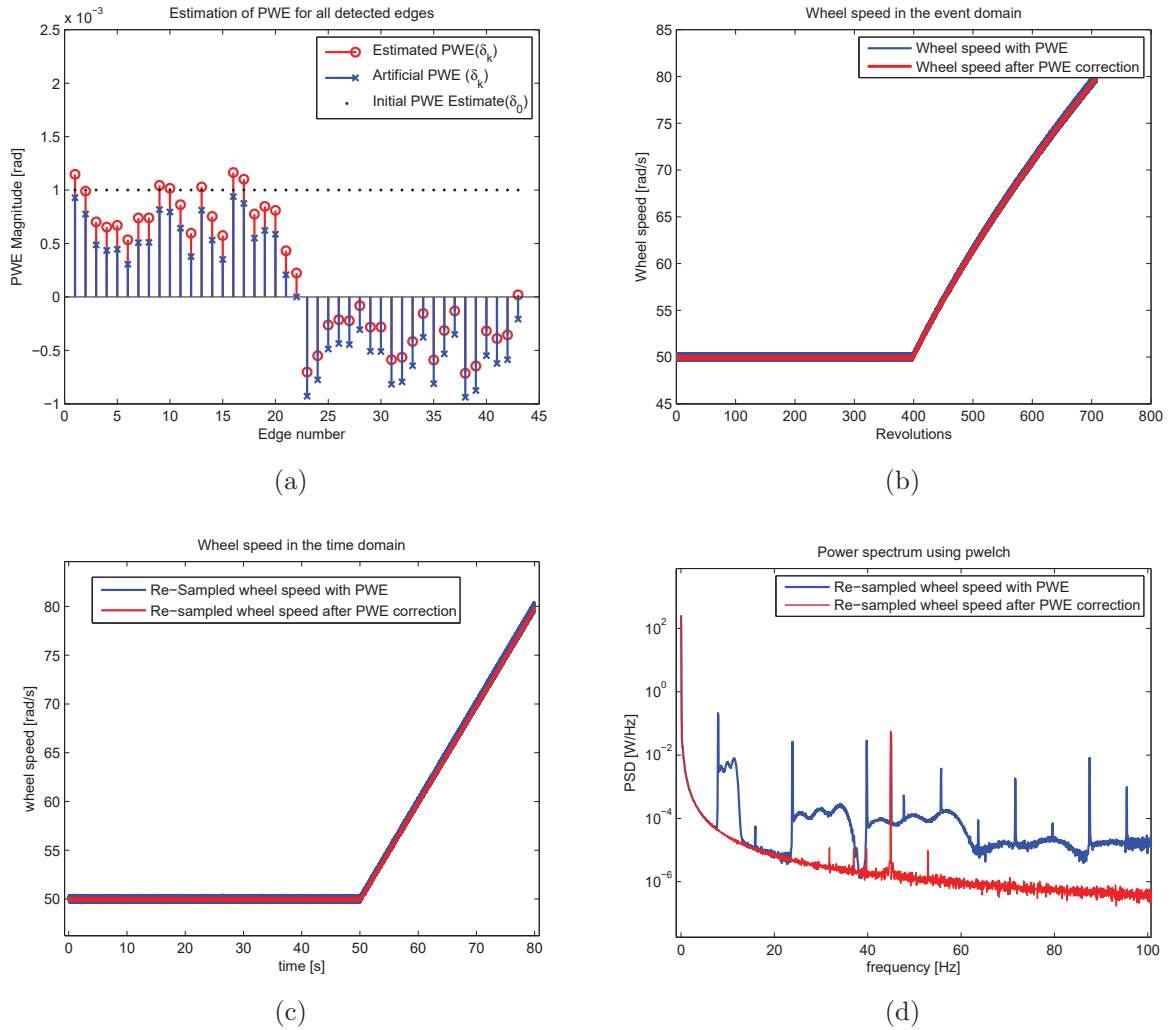 Estimation of PWE for all detected edges
x 10⁻³
2.5
2
1.5
1
0.5
0
−0.5
−1
PWE Magnitude [rad]
Estimated PWE(δ_k)
Artificial PWE (δ_k)
Initial PWE Estimate(δ_0)
0 5 10 15 20 25 30 35 40 45
Edge number
(a)
Wheel speed in the event domain
85
80
75
70
65
60
55
50
45
Wheel speed [rad/s]
Wheel speed with PWE
Wheel speed after PWE correction
0 100 200 300 400 500 600 700 800
Revolutions
(b)
Wheel speed in the time domain
80
75
70
65
60
55
50
wheel speed [rad/s]
Re−Sampled wheel speed with PWE
Re−sampled wheel speed after PWE correction
0 10 20 30 40 50 60 70 80
time [s]
(c)
Power spectrum using pwelch
10²
10⁰
10⁻²
10⁻⁴
10⁻⁶
PSD [W/Hz]
Re−sampled wheel speed with PWE
Re−sampled wheel speed after PWE correction
0 20 40 60 80 100
frequency [Hz]
(d)